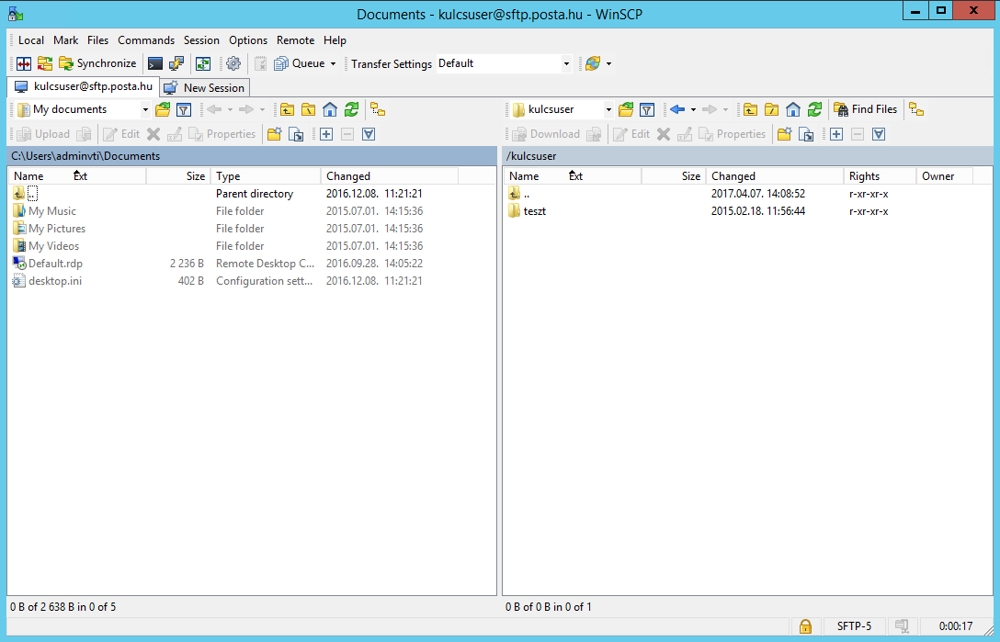 Documents - kulcsuser@sftp.posta.hu - WinSCP
Local Mark Files Commands Session Options Remote Help
Synchronize Queue Transfer Settings Default
kulcsuser@sftp.posta.hu New Session
My documents kulcsuser Find Files
Upload Edit Properties Download Edit Properties
C:\Users\adminvti\Documents /kulcsuser
Name Ext Size Type Changed Name Ext Size Changed Rights Owner
.. Parent directory 2016.12.08. 11:21:21 .. 2017.04.07. 14:08:52 r-xr-xr-x
My Music File folder 2015.07.01. 14:15:36 teszt 2015.02.18. 11:56:44 r-xr-xr-x
My Pictures File folder 2015.07.01. 14:15:36
My Videos File folder 2015.07.01. 14:15:36
Default.rdp 2 236 B Remote Desktop C... 2016.09.28. 14:05:22
desktop.ini 402 B Configuration sett... 2016.12.08. 11:21:21
0 B of 2 638 B in 0 of 5 0 B of 0 B in 0 of 1
SFTP-5 0:00:17